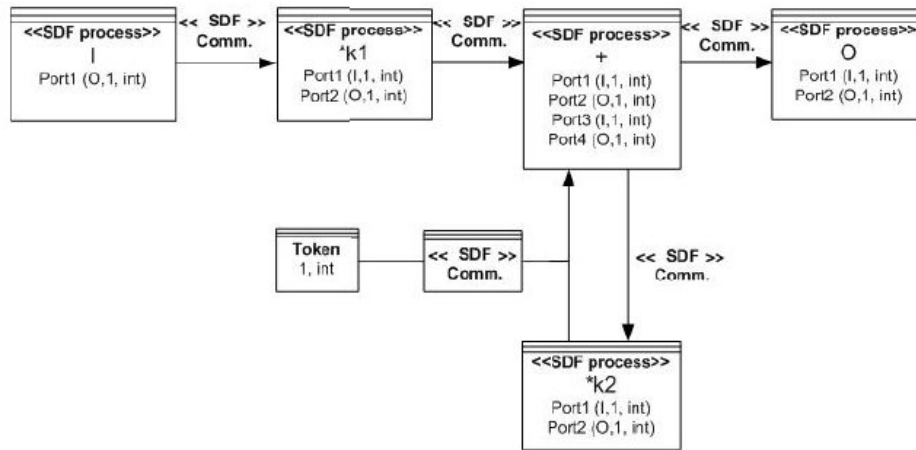 <<SDF process>>
I
Port1 (O,1, int)
<< SDF >>
Comm.
<<SDF process>>
*k1
Port1 (I,1, int)
Port2 (O,1, int)
<< SDF >>
Comm.
<<SDF process>>
+
Port1 (I,1, int)
Port2 (O,1, int)
Port3 (I,1, int)
Port4 (O,1, int)
<< SDF >>
Comm.
<<SDF process>>
O
Port1 (I,1, int)
Port2 (O,1, int)
Token
1, int
<< SDF >>
Comm.
<< SDF >>
Comm.
<<SDF process>>
*k2
Port1 (I,1, int)
Port2 (O,1, int)